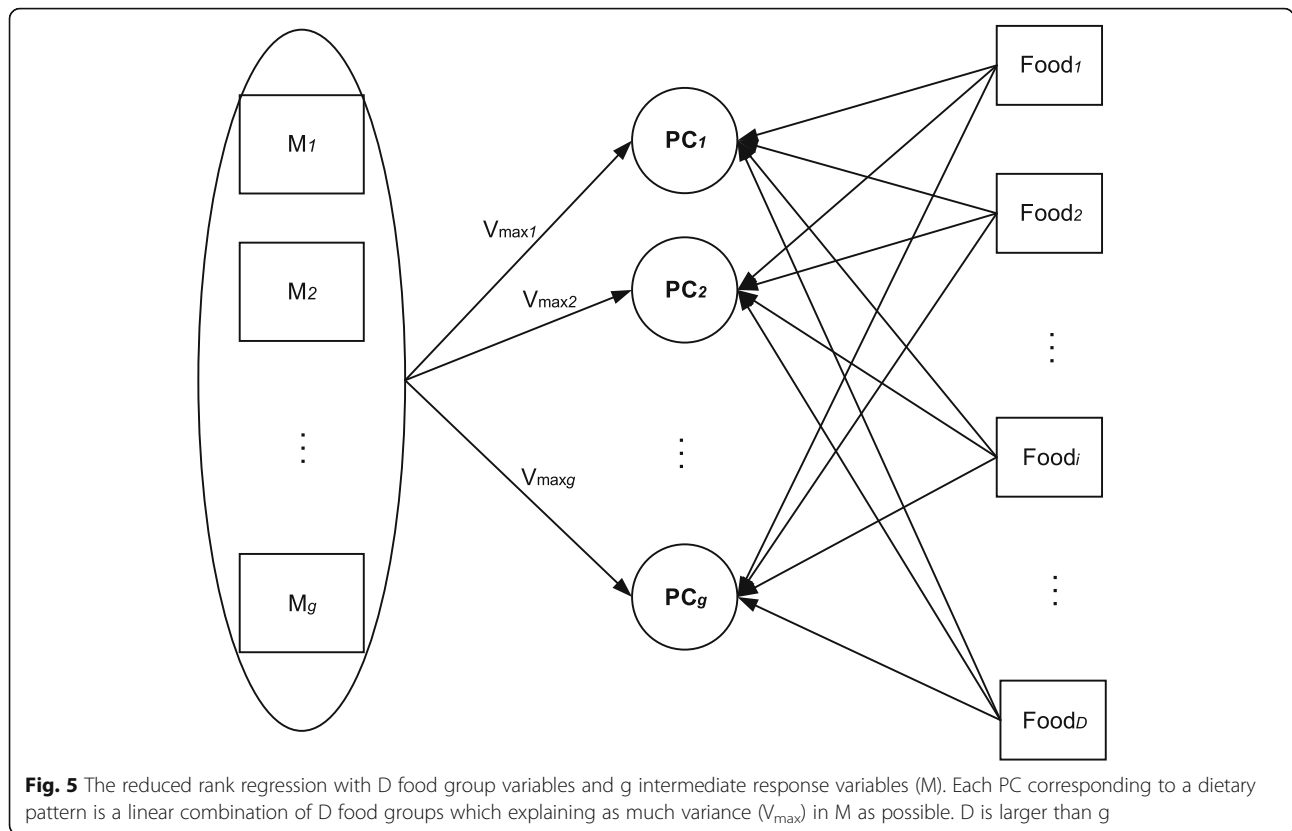 M1
M2
⋮
Mg
Vmax1
Vmax2
Vmaxg
PC1
PC2
⋮
PCg
Food1
Food2
⋮
Foodi
⋮
FoodD
Fig. 5 The reduced rank regression with D food group variables and g intermediate response variables (M). Each PC corresponding to a dietary
pattern is a linear combination of D food groups which explaining as much variance (Vmax) in M as possible. D is larger than g